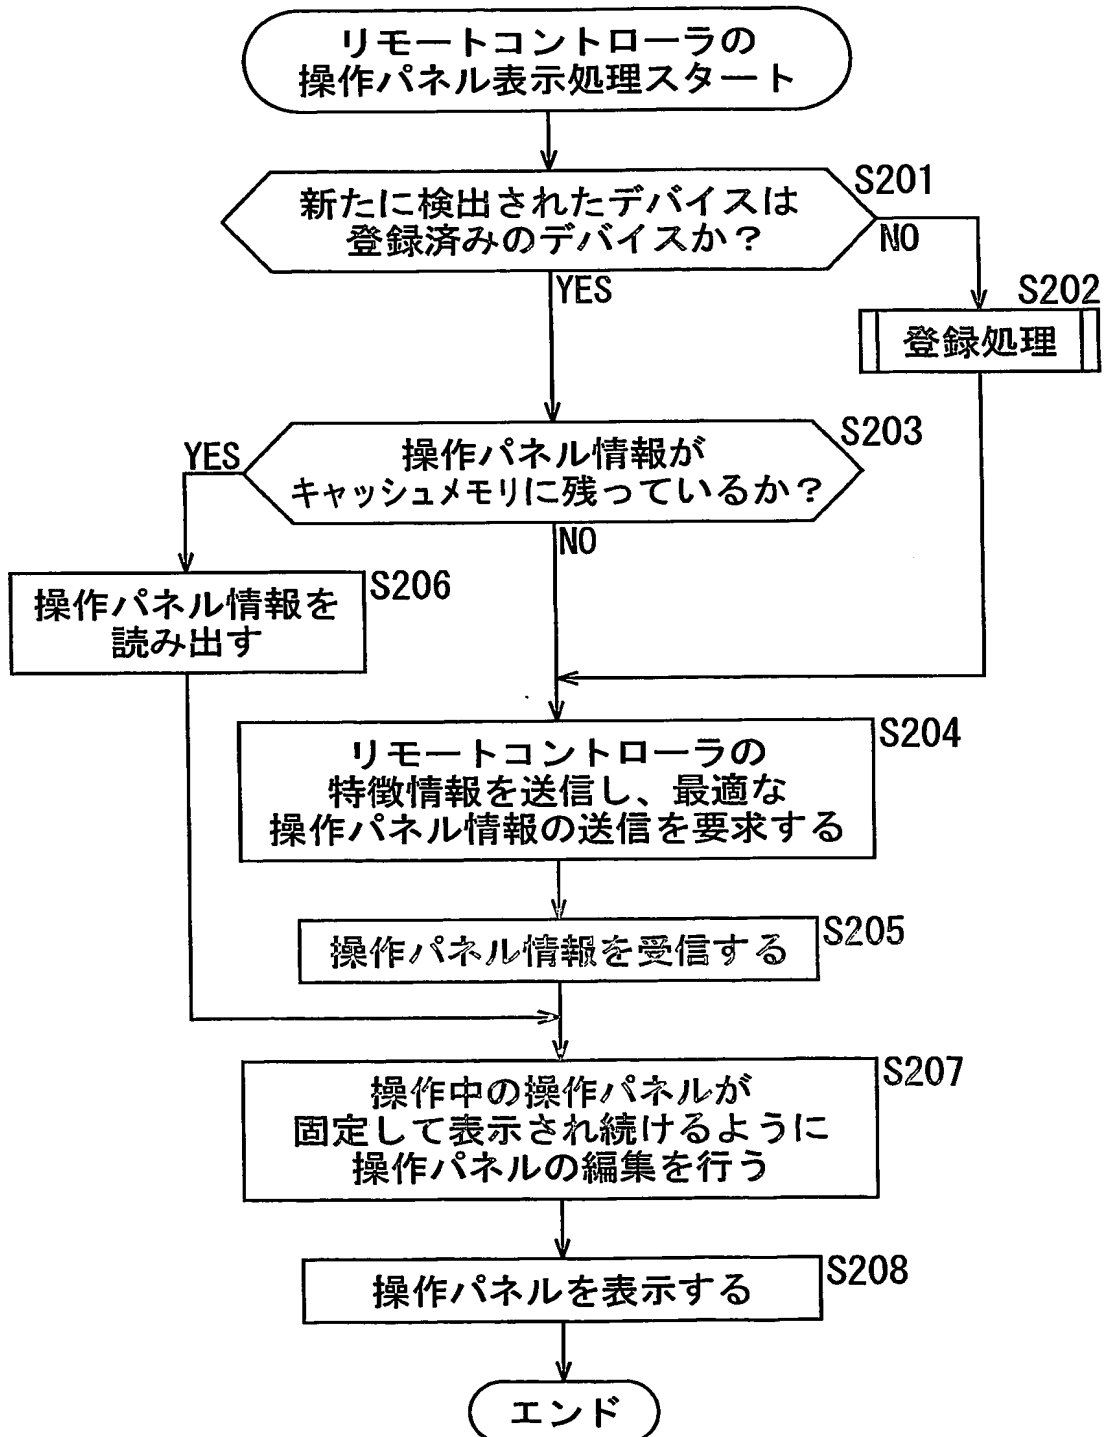 リモートコントローラの
操作パネル表示処理スタート
S201
新たに検出されたデバイスは
登録済みのデバイスか？
NO
YES
S202
登録処理
S203
操作パネル情報が
キャッシュメモリに残っているか？
YES
NO
S206
操作パネル情報を
読み出す
S204
リモートコントローラの
特徴情報を送信し、最適な
操作パネル情報の送信を要求する
S205
操作パネル情報を受信する
S207
操作中の操作パネルが
固定して表示され続けるように
操作パネルの編集を行う
S208
操作パネルを表示する
エンド